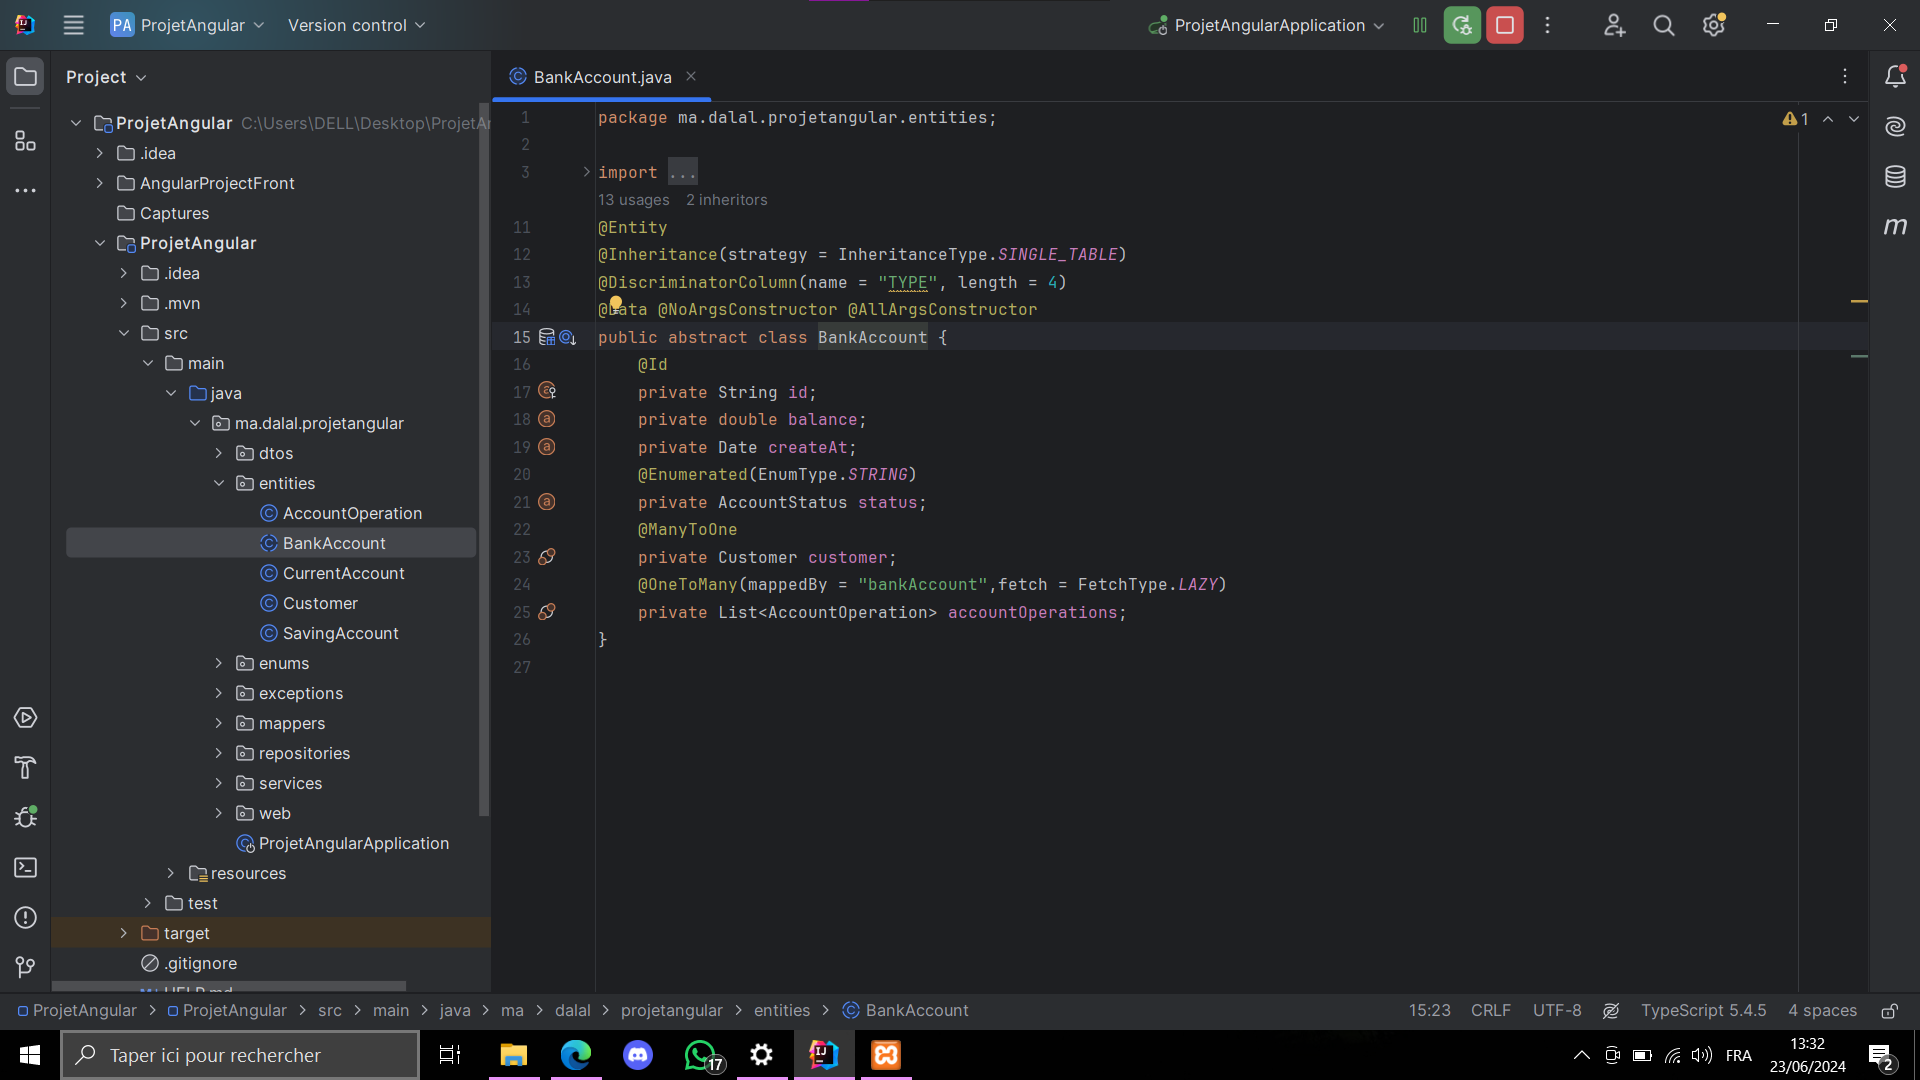 PA ProjetAngular Version control ProjetAngularApplication
Project
BankAccount.java
ProjetAngular C:\Users\DELL\Desktop\ProjetAr
.idea
AngularProjectFront
Captures
ProjetAngular
.idea
.mvn
src
main
java
ma.dalal.projetangular
dtos
entities
AccountOperation
BankAccount
CurrentAccount
Customer
SavingAccount
enums
exceptions
mappers
repositories
services
web
ProjetAngularApplication
resources
test
target
.gitignore
HELP.md
1 package ma.dalal.projetangular.entities;
1
2
3 import ...
13 usages 2 inheritors
11 @Entity
12 @Inheritance(strategy = InheritanceType.SINGLE_TABLE)
13 @DiscriminatorColumn(name = "TYPE", length = 4)
14 @Data @NoArgsConstructor @AllArgsConstructor
15 public abstract class BankAccount {
16 @Id
17 private String id;
18 private double balance;
19 private Date createAt;
20 @Enumerated(EnumType.STRING)
21 private AccountStatus status;
22 @ManyToOne
23 private Customer customer;
24 @OneToMany(mappedBy = "bankAccount",fetch = FetchType.LAZY)
25 private List<AccountOperation> accountOperations;
26 }
27
m
ProjetAngular > ProjetAngular > src > main > java > ma > dalal > projetangular > entities > BankAccount
15:23 CRLF UTF-8 TypeScript 5.4.5 4 spaces
Taper ici pour rechercher
17
FRA
13:32
23/06/2024
2